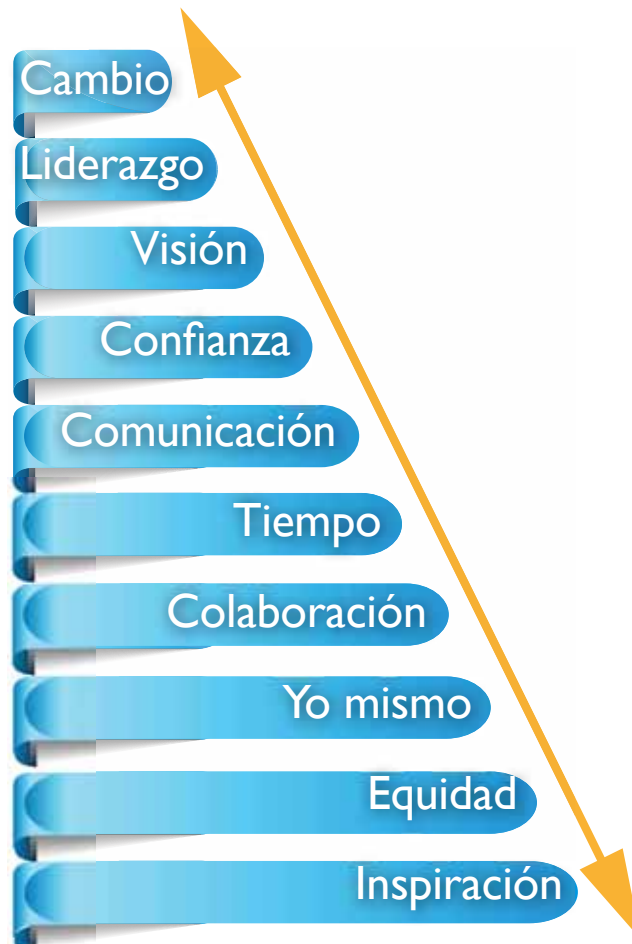 Cambio
Liderazgo
Visión
Confianza
Comunicación
Tiempo
Colaboración
Yo mismo
Equidad
Inspiración